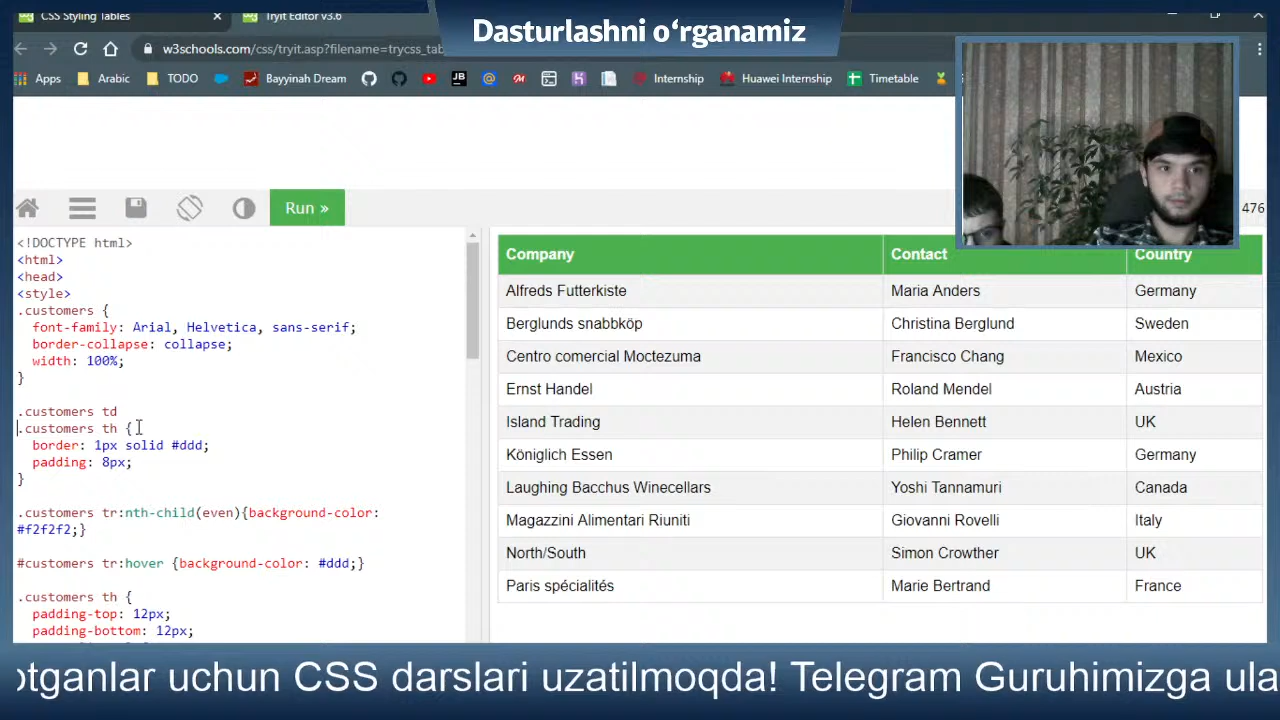 Dasturlashni o‘rganamiz
CSS Styling Tables
Tryit Editor v3.6
w3schools.com/css/tryit.asp?filename=trycss_tab
Apps
Arabic
TODO
Bayyinah Dream
Internship
Huawei Internship
Timetable
Run »
476
<!DOCTYPE html>
<html>
<head>
<style>
.customers {
font-family: Arial, Helvetica, sans-serif;
border-collapse: collapse;
width: 100%;
}
.customers td
.customers th {
border: 1px solid #ddd;
padding: 8px;
}
.customers tr:nth-child(even){background-color:
#f2f2f2;}
#customers tr:hover {background-color: #ddd;}
.customers th {
padding-top: 12px;
padding-bottom: 12px;
Company Contact Country
Alfreds Futterkiste Maria Anders Germany
Berglunds snabbköp Christina Berglund Sweden
Centro comercial Moctezuma Francisco Chang Mexico
Ernst Handel Roland Mendel Austria
Island Trading Helen Bennett UK
Königlich Essen Philip Cramer Germany
Laughing Bacchus Winecellars Yoshi Tannamuri Canada
Magazzini Alimentari Riuniti Giovanni Rovelli Italy
North/South Simon Crowther UK
Paris spécialités Marie Bertrand France
otganlar uchun CSS darslari uzatilmoqda! Telegram Guruhimizga ula